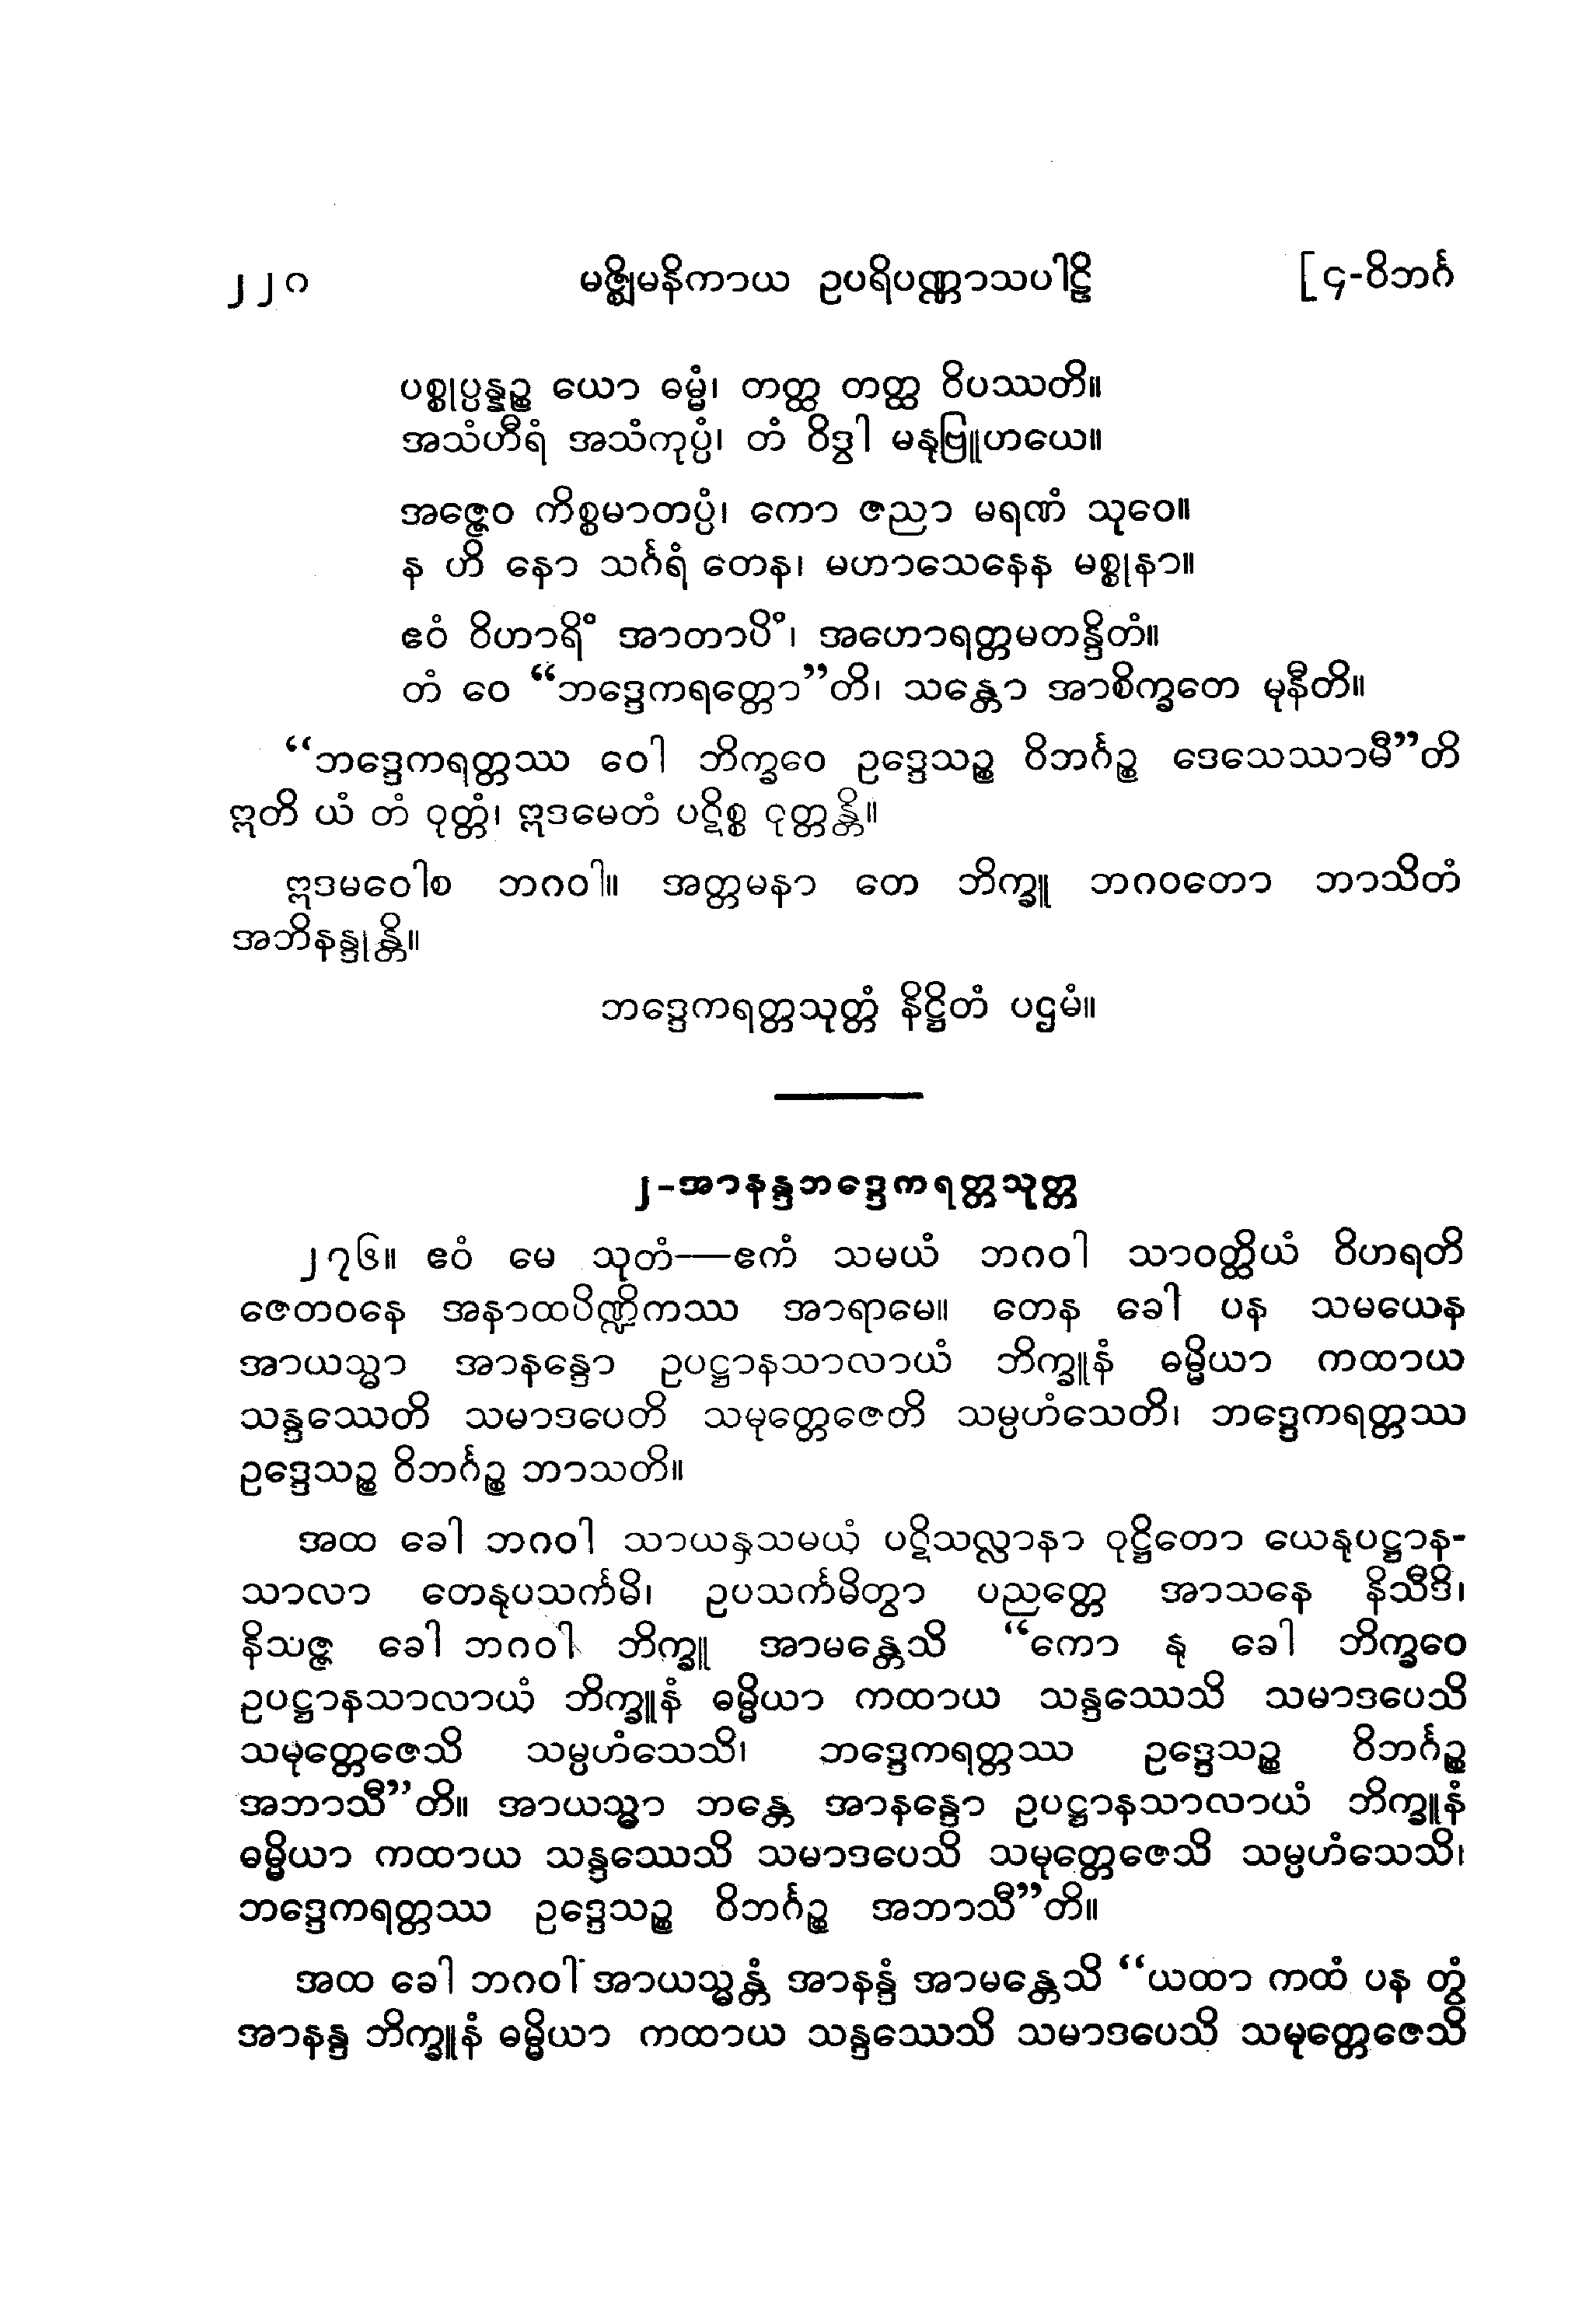 ၂၂၀ မဇ္ဈိမနိကာယ ဥပရိပဏ္ဏာသပါဠိ [၄-ဝိဘင်္ဂ
ပစ္စုပ္ပန္နဉ္စ ယော ဓမ္မံ၊ တတ္ထ တတ္ထ ဝိပဿတိ။
အသံဟီရံ အသံကုပ္ပံ၊ တံ ဝိဒွါ မနုဗြူဟယေ။
အဇ္ဇေဝ ကိစ္စမာတပ္ပံ၊ ကော ဇညာ မရဏံ သုဝေ။
န ဟိ နော သင်္ဂရံ တေန၊ မဟာသေနေန မစ္စုနာ။
ဧဝံ ဝိဟာရိံ အာတာပိံ၊ အဟောရတ္တမတန္ဒိတံ။
တံ ဝေ “ဘဒ္ဒေကရတ္တော”တိ၊ သန္တော အာစိက္ခတေ မုနီတိ။
“ဘဒ္ဒေကရတ္တဿ ဝေါ ဘိက္ခဝေ ဥဒ္ဒေသဉ္စ ဝိဘင်္ဂဉ္စ ဒေသေဿာမီ”တိ
ဣတိ ယံ တံ ဝုတ္တံ၊ ဣဒမေတံ ပဋိစ္စ ဝုတ္တန္တိ။
ဣဒမဝေါစ ဘဂဝါ။ အတ္တမနာ တေ ဘိက္ခူ ဘဂဝတော ဘာသိတံ
အဘိနန္ဒုန္တိ။
ဘဒ္ဒေကရတ္တသုတ္တံ နိဋ္ဌိတံ ပဌမံ။
၂-အာနန္ဒဘဒ္ဒေကရတ္တသုတ္တ
၂၇၆။ ဧဝံ မေ သုတံ—ဧကံ သမယံ ဘဂဝါ သာဝတ္ထိယံ ဝိဟရတိ
ဇေတဝနေ အနာထပိဏ္ဍိကဿ အာရာမေ။ တေန ခေါ ပန သမယေန
အာယသ္မာ အာနန္ဒော ဥပဋ္ဌာနသာလာယံ ဘိက္ခူနံ ဓမ္မိယာ ကထာယ
သန္ဒဿေတိ သမာဒပေတိ သမုတ္တေဇေတိ သမ္ပဟံသေတိ၊ ဘဒ္ဒေကရတ္တဿ
ဥဒ္ဒေသဉ္စ ဝိဘင်္ဂဉ္စ ဘာသတိ။
အထ ခေါ ဘဂဝါ သာယနှသမယံ ပဋိသလ္လာနာ ဝုဋ္ဌိတော ယေနုပဋ္ဌာန-
သာလာ တေနုပသင်္ကမိ၊ ဥပသင်္ကမိတွာ ပညတ္တေ အာသနေ နိသီဒိ၊
နိသဇ္ဇ ခေါ ဘဂဝါ ဘိက္ခူ အာမန္တေသိ “ကော နု ခေါ ဘိက္ခဝေ
ဥပဋ္ဌာနသာလာယံ ဘိက္ခူနံ ဓမ္မိယာ ကထာယ သန္ဒဿေသိ သမာဒပေသိ
သမုတ္တေဇေသိ သမ္ပဟံသေသိ၊ ဘဒ္ဒေကရတ္တဿ ဥဒ္ဒေသဉ္စ ဝိဘင်္ဂဉ္စ
အဘာသီ”တိ။ အာယသ္မာ ဘန္တေ အာနန္ဒော ဥပဋ္ဌာနသာလာယံ ဘိက္ခူနံ
ဓမ္မိယာ ကထာယ သန္ဒဿေသိ သမာဒပေသိ သမုတ္တေဇေသိ သမ္ပဟံသေသိ၊
ဘဒ္ဒေကရတ္တဿ ဥဒ္ဒေသဉ္စ ဝိဘင်္ဂဉ္စ အဘာသီ”တိ။
အထ ခေါ ဘဂဝါ အာယသ္မန္တံ အာနန္ဒံ အာမန္တေသိ “ယထာ ကထံ ပန တွံ
အာနန္ဒ ဘိက္ခူနံ ဓမ္မိယာ ကထာယ သန္ဒဿေသိ သမာဒပေသိ သမုတ္တေဇေသိ